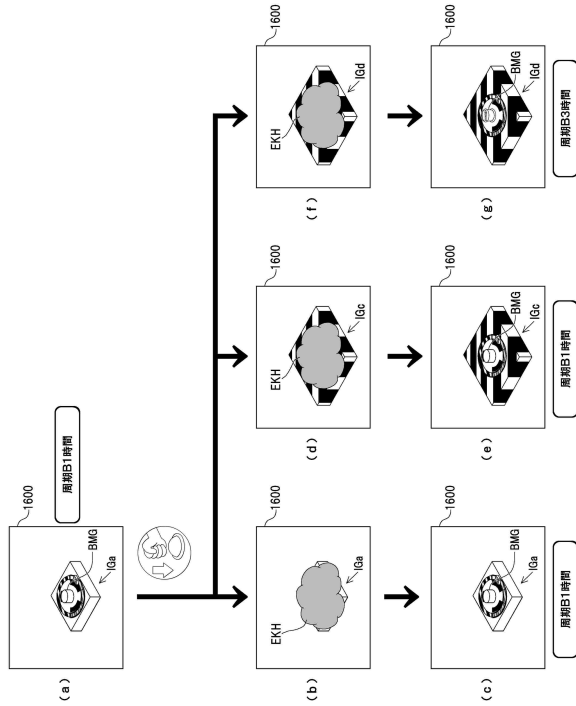 (a)
1600
BMG
IGa
周期B1時間
(b)
1600
EKH
IGa
(d)
1600
EKH
IGc
(f)
1600
EKH
IGd
(c)
1600
BMG
IGa
周期B1時間
(e)
1600
BMG
IGc
周期B1時間
(g)
1600
BMG
IGd
周期B3時間